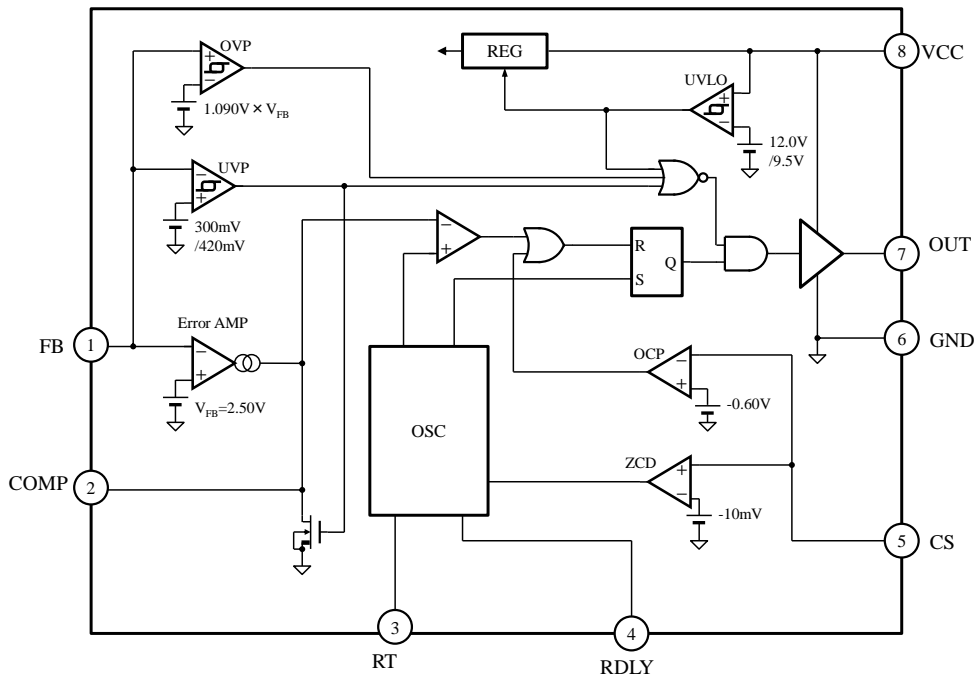 OVP
+
−
1.090V × VFB
REG
8
VCC
UVLO
+
−
12.0V
/9.5V
UVP
−
+
300mV
/420mV
−
+
R
Q
S
7
OUT
FB
1
Error AMP
−
+
VFB=2.50V
6
GND
OCP
−
+
-0.60V
OSC
ZCD
+
−
-10mV
COMP
2
5
CS
3
RT
4
RDLY